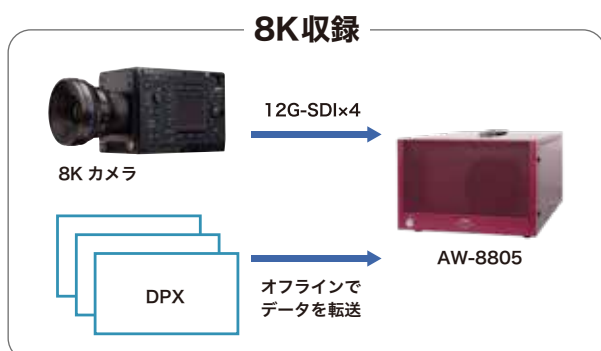 8K収録
12G-SDI×4
8K カメラ
AW-8805
DPX
オフラインで
データを転送